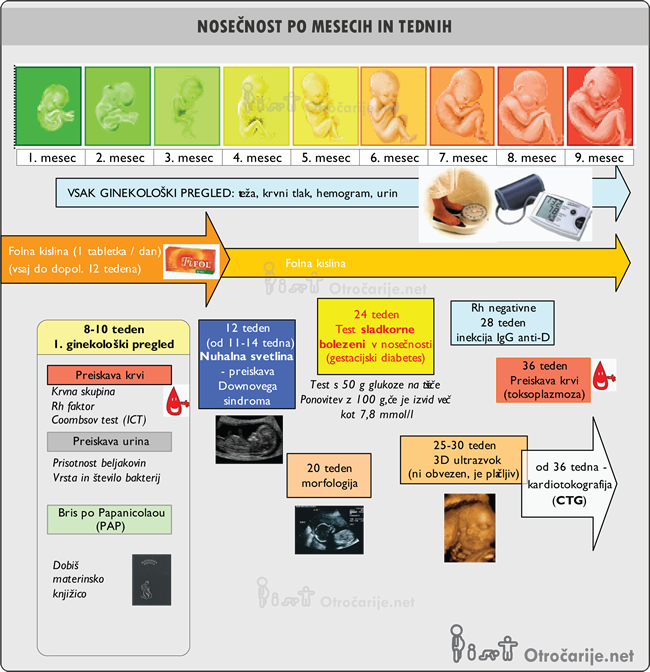 NOSEČNOST PO MESECIH IN TEDNIH
1. mesec
2. mesec
3. mesec
4. mesec
5. mesec
6. mesec
7. mesec
8. mesec
9. mesec
VSAK GINEKOLOŠKI PREGLED: teža, krvni tlak, hemogram, urin
Folna kislina (1 tabletka / dan)
(vsaj do dopol. 12 tedena)
FiFOL
Folna kislina
Otročarije.net
8-10 teden
1. ginekološki pregled
Preiskava krvi
Krvna skupina
Rh faktor
Coombsov test (ICT)
Preiskava urina
Prisotnost beljakovin
Vrsta in število bakterij
Bris po Papanicolaou
(PAP)
Dobiš
materinsko
knjižico
12 teden
(od 11-14 tedna)
Nuhalna svetlina
- preiskava
Downovega
sindroma
24 teden
Test sladkorne
bolezeni v nosečnosti
(gestacijski diabetes)
Test s 50 g glukoze na tešče
Ponovitev z 100 g,če je izvid več
kot 7,8 mmol/l
20 teden
morfologija
Rh negativne
28 teden
inekcija IgG anti-D
36 teden
Preiskava krvi
(toksoplazmoza)
25-30 teden
3D ultrazvok
(ni obvezen, je plačljiv)
od 36 tedna -
kardiotokografija
(CTG)
Otročarije.net
Otročarije.net